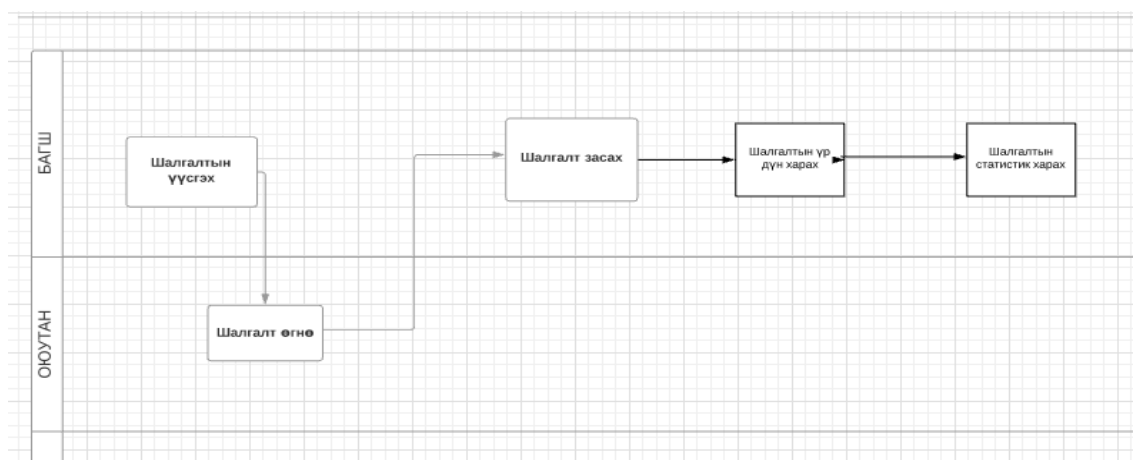 БАГШ
Шалгалтын
үүсгэх
Шалгалт засах
Шалгалтын үр
дүн харах
Шалгалтын
статистик харах
ОЮУТАН
Шалгалт өгнө